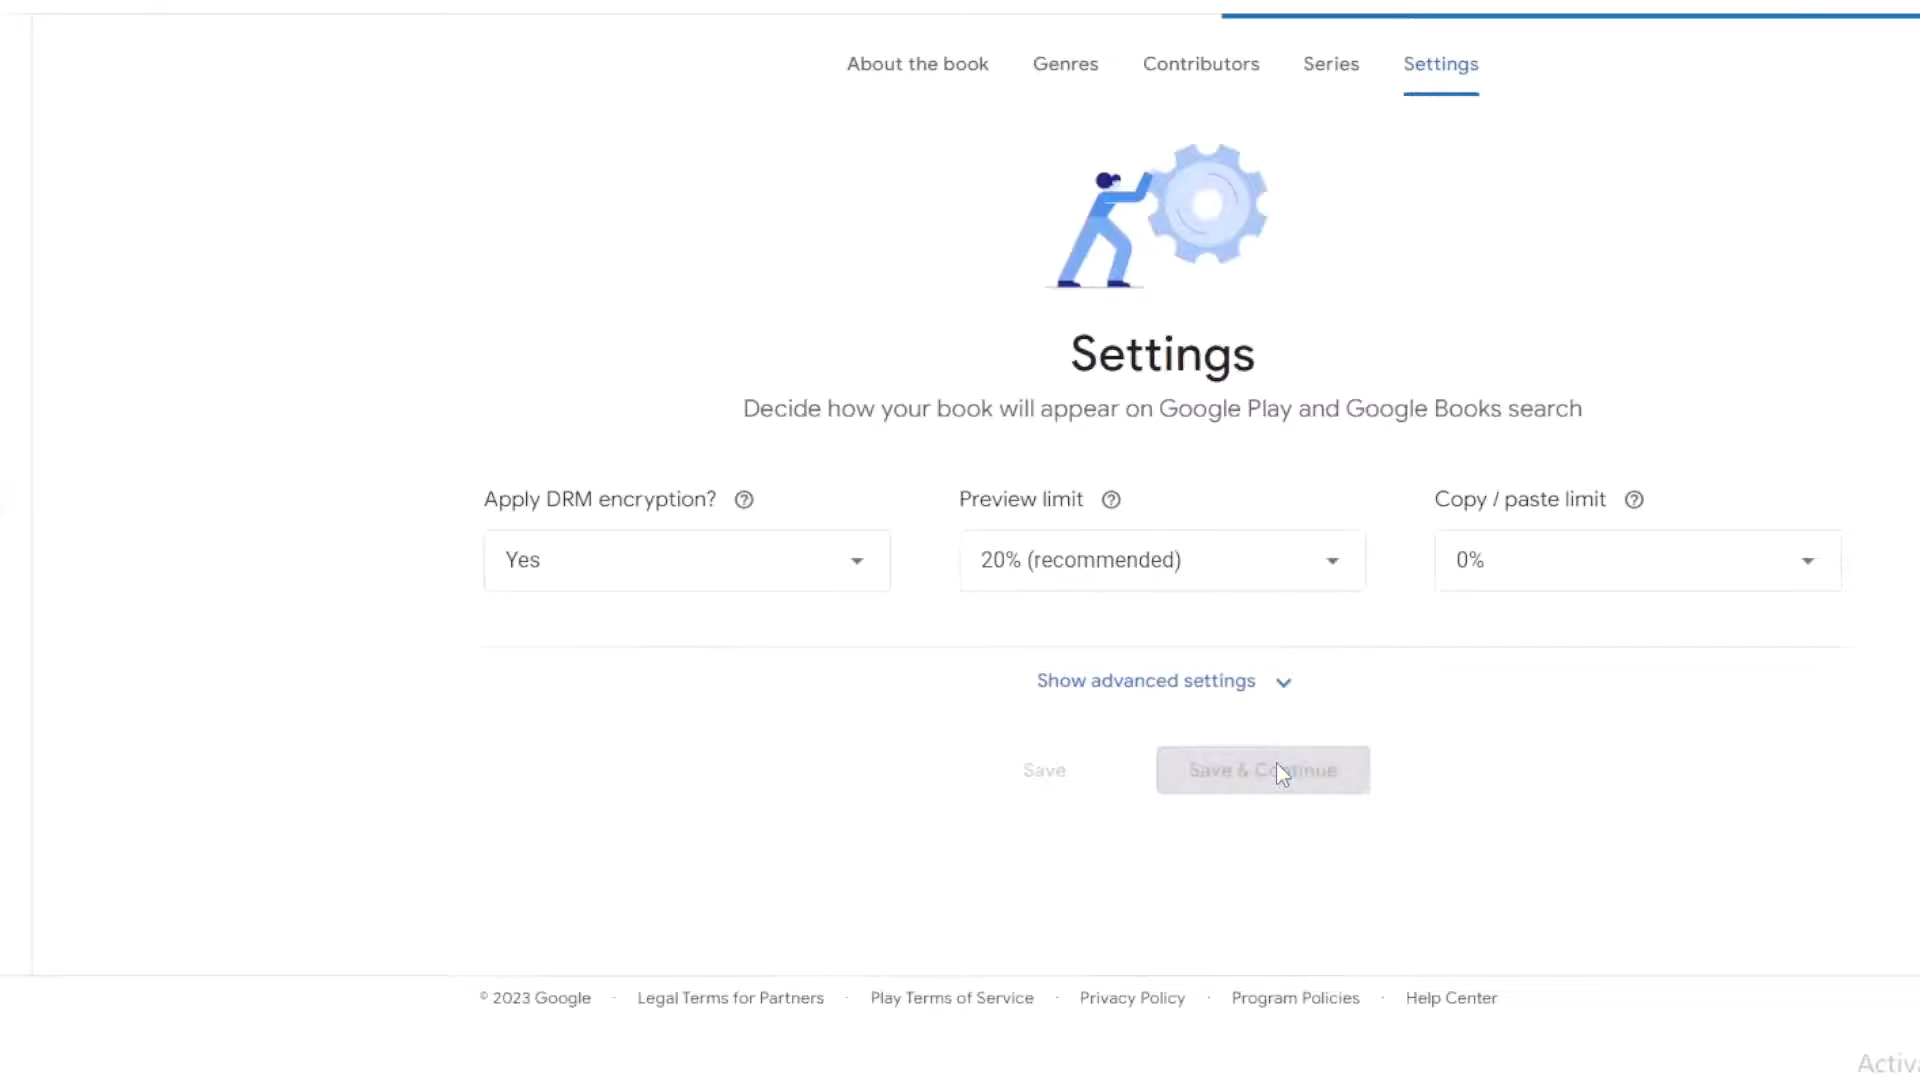 About the book Genres Contributors Series Settings
Settings
Decide how your book will appear on Google Play and Google Books search
Apply DRM encryption? Preview limit Copy / paste limit
Yes 20% (recommended) 0%
Show advanced settings
Save Save & Continue
© 2023 Google · Legal Terms for Partners · Play Terms of Service · Privacy Policy · Program Policies · Help Center